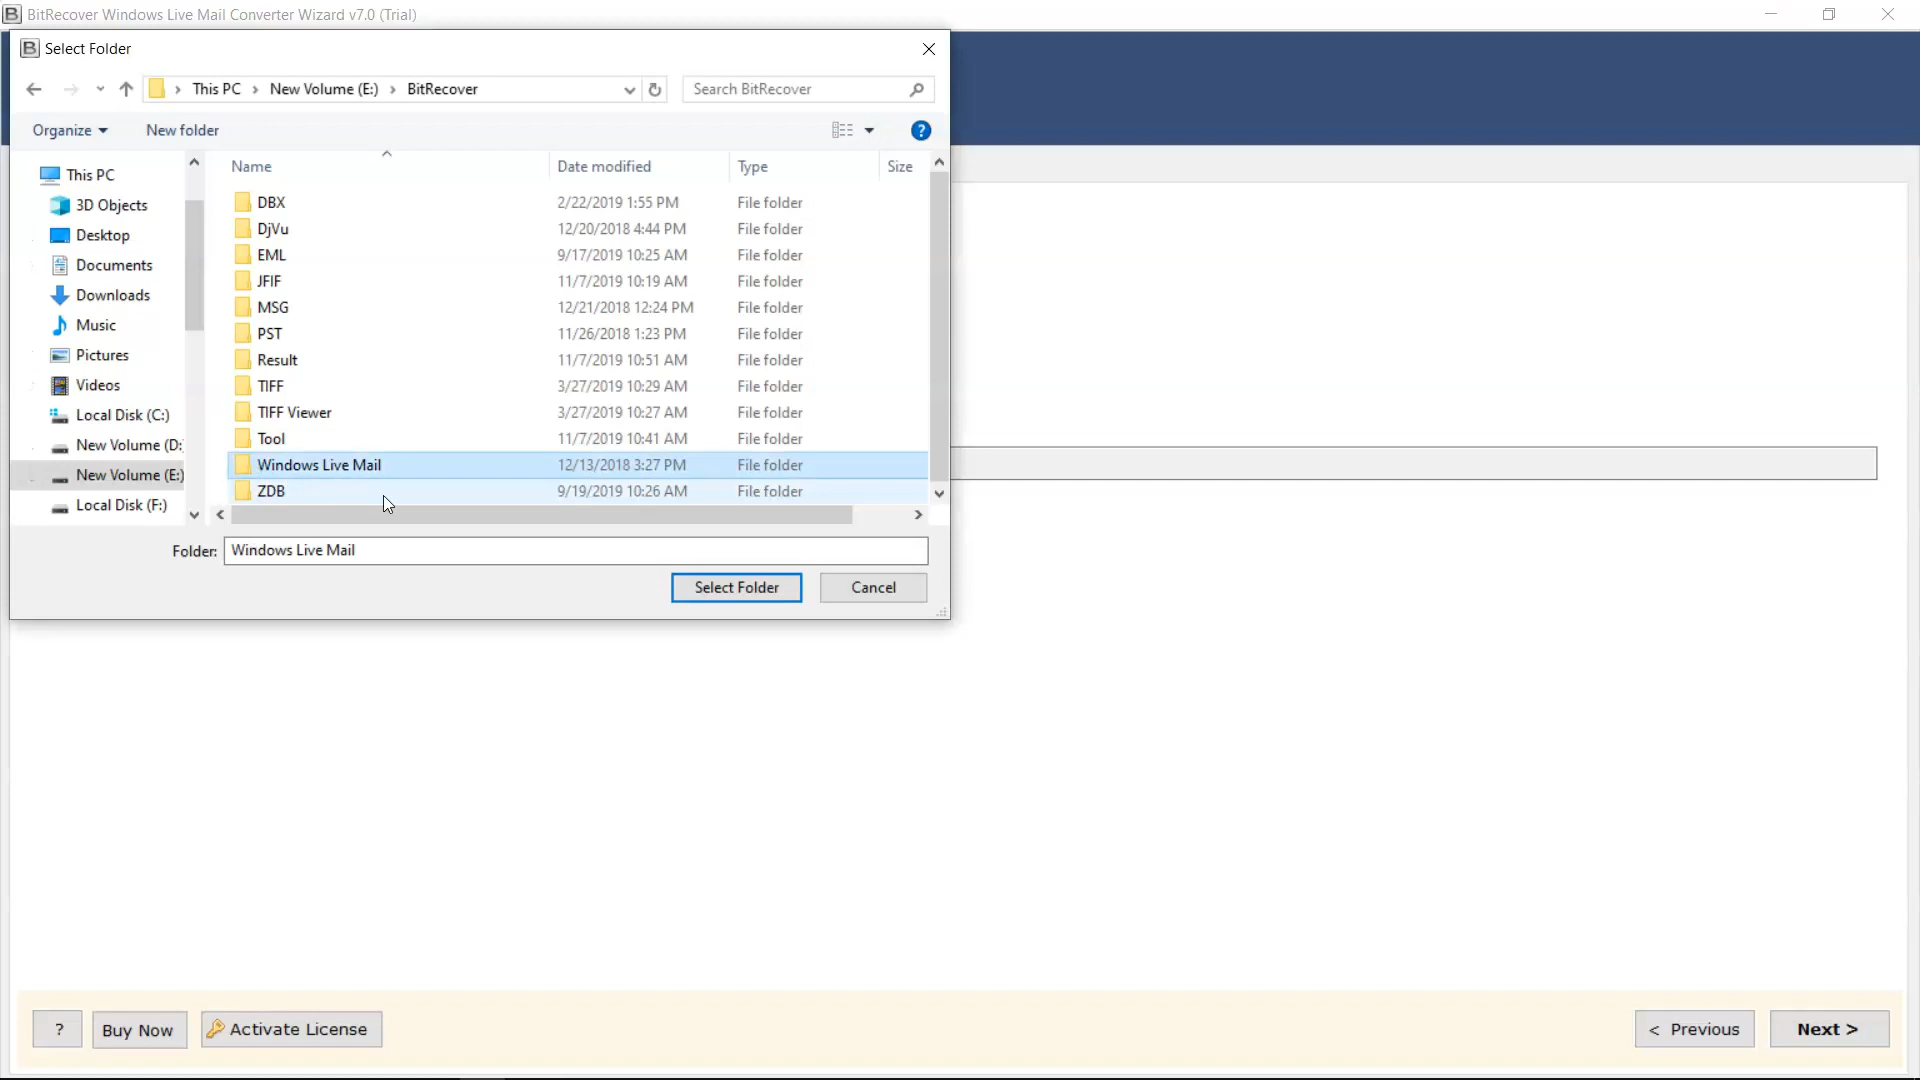 BitRecover Windows Live Mail Converter Wizard v7.0 (Trial)
Select Folder
This PC > New Volume (E:) > BitRecover
Search BitRecover
Organize
New folder
?
Name Date modified Type Size
This PC
3D Objects
Desktop
Documents
Downloads
Music
Pictures
Videos
Local Disk (C:)
New Volume (D:
New Volume (E:)
Local Disk (F:)
DBX 2/22/2019 1:55 PM File folder
DjVu 12/20/2018 4:44 PM File folder
EML 9/17/2019 10:25 AM File folder
JFIF 11/7/2019 10:19 AM File folder
MSG 12/21/2018 12:24 PM File folder
PST 11/26/2018 1:23 PM File folder
Result 11/7/2019 10:51 AM File folder
TIFF 3/27/2019 10:29 AM File folder
TIFF Viewer 3/27/2019 10:27 AM File folder
Tool 11/7/2019 10:41 AM File folder
Windows Live Mail 12/13/2018 3:27 PM File folder
ZDB 9/19/2019 10:26 AM File folder
Folder: Windows Live Mail
Select Folder
Cancel
?
Buy Now
Activate License
< Previous
Next >